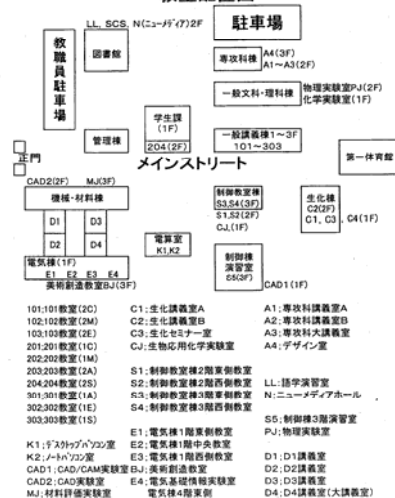 LL, SCS, N(ニューメディア)2F
駐車場
教職員駐車場
図書館
専攻科棟
A4(3F)
A1～A3(2F)
一般文科・理科棟
物理実験室PJ(2F)
化学実験室(1F)
学生課
(1F)
204(2F)
管理棟
一般講義棟1～3F
101～303
正門
メインストリート
第一体育館
CAD2(2F) MJ(3F)
機械・材料棟
D1 D3
D2 D4
電気棟(1F)
E1 E2 E3 E4
美術創造教室BJ(3F)
電算室
K1,K2
制御教室棟
S3,S4(3F)
S1,S2(2F)
CJ,(1F)
制御棟
演習室
S5(3F)
CAD1(1F)
生化棟
C2(2F)
C1, C3, C4(1F)
101;101教室(2C) C1;生化講義室A A1;専攻科講義室A
102;102教室(2M) C2;生化講義室B A2;専攻科講義室B
103;103教室(2E) C3;生化セミナー室 A3;専攻科大講義室
201;201教室(1C) CJ;生物応用化学実験室 A4;デザイン室
202;202教室(1M)
203;203教室(2A) S1;制御教室棟2階東側教室
204;204教室(2S) S2;制御教室棟2階西側教室 LL;語学演習室
301;301教室(1A) S3;制御教室棟3階東側教室 N;ニューメディアホール
302;302教室(1E) S4;制御教室棟3階西側教室
303;303教室(1S) S5;制御棟3階演習室
E1;電気棟1階東側教室 PJ;物理実験室
K1;デスクトップパソコン室 E2;電気棟1階中央教室
K2;ノートパソコン室 E3;電気棟1階西側教室 D1;D1講義室
CAD1;CAD/CAM実験室 BJ;美術創造教室 D2;D2講義室
CAD2;CAD実験室 E4;電気基礎情報実験室 D3;D3講義室
MJ;材料評価実験室 電気棟4階東側 D4;D4講義室(大講義室)